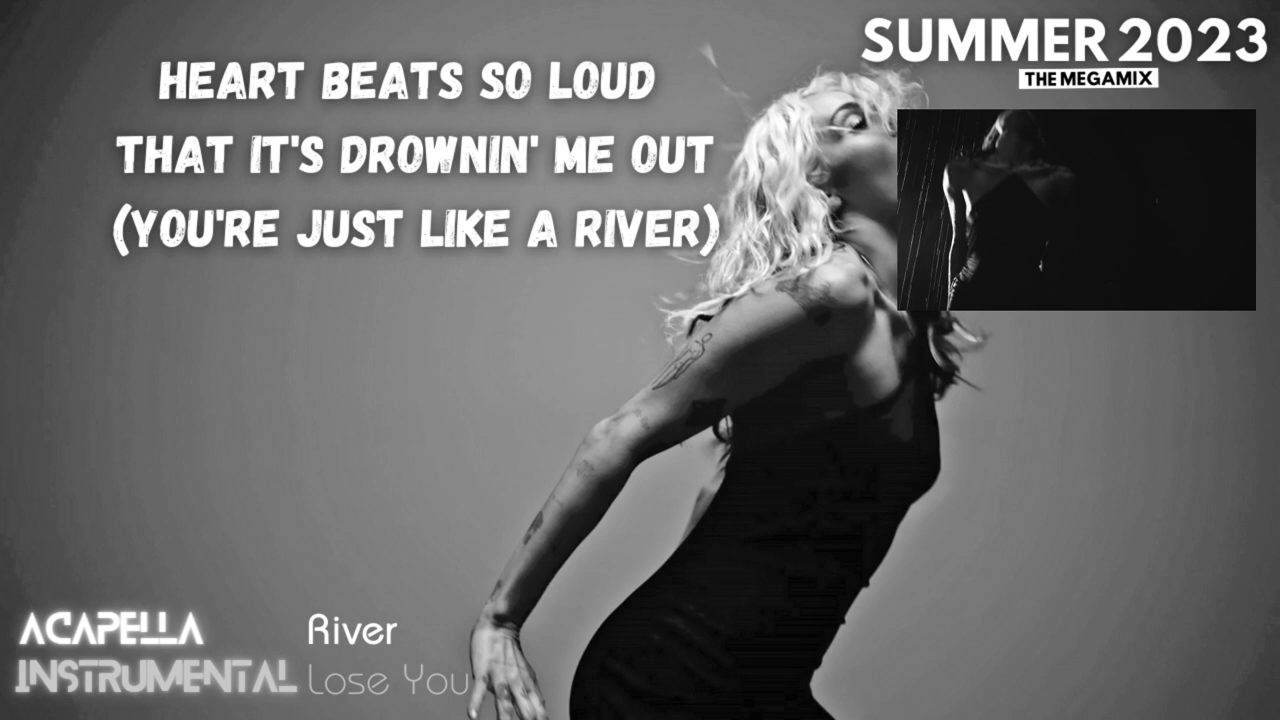 SUMMER 2023
THE MEGAMIX
HEART BEATS SO LOUD
THAT IT'S DROWNIN' ME OUT
(YOU'RE JUST LIKE A RIVER)
ACAPELLA River
INSTRUMENTAL Lose You